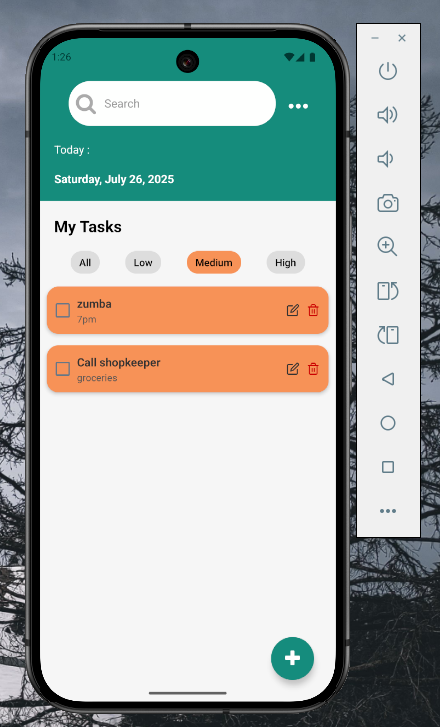 1:26
Search
Today :
Saturday, July 26, 2025
My Tasks
All Low Medium High
zumba
7pm
Call shopkeeper
groceries